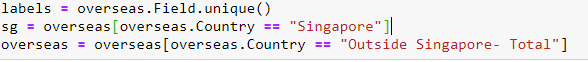 labels = overseas.Field.unique()
sg = overseas[overseas.Country == "Singapore"]
overseas = overseas[overseas.Country == "Outside Singapore- Total"]